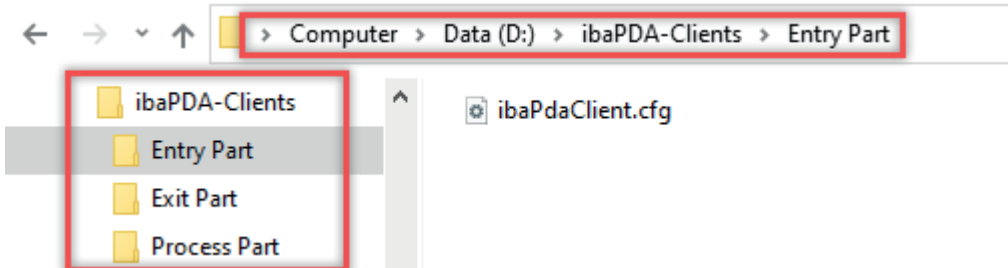 Computer > Data (D:) > ibaPDA-Clients > Entry Part
ibaPDA-Clients
ibaPdaClient.cfg
Entry Part
Exit Part
Process Part